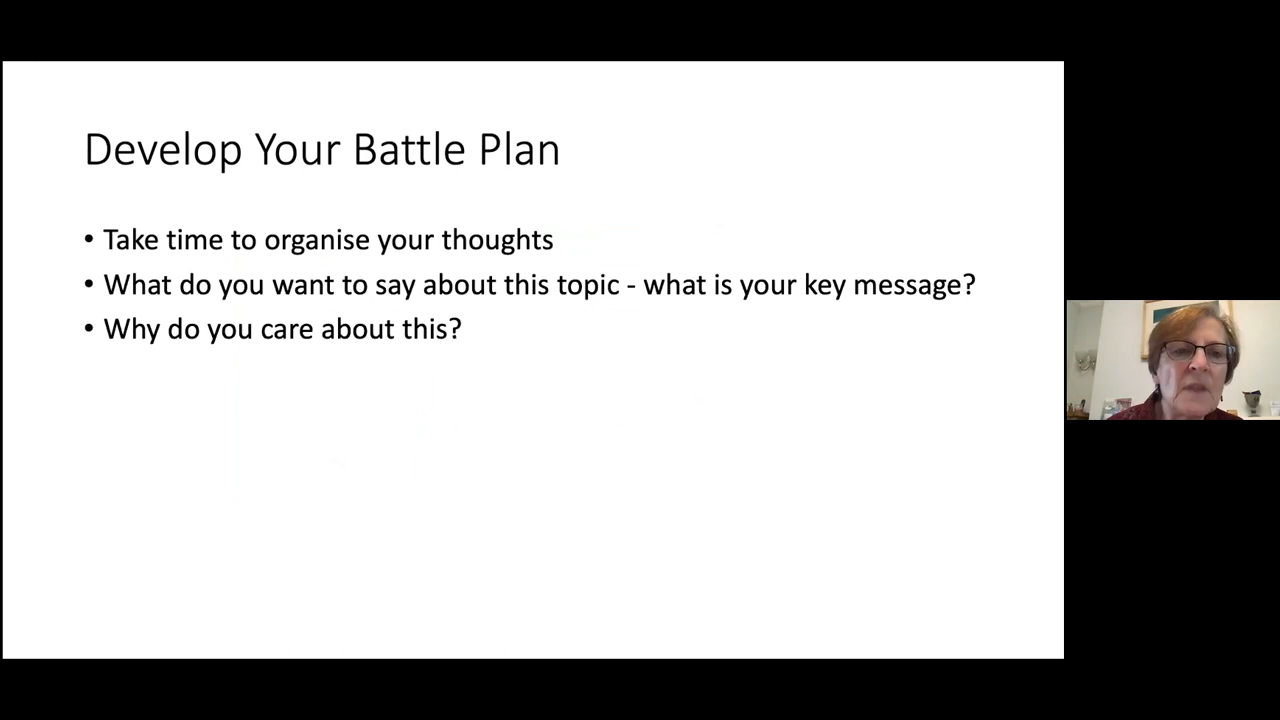 Develop Your Battle Plan
• Take time to organise your thoughts
• What do you want to say about this topic - what is your key message?
• Why do you care about this?